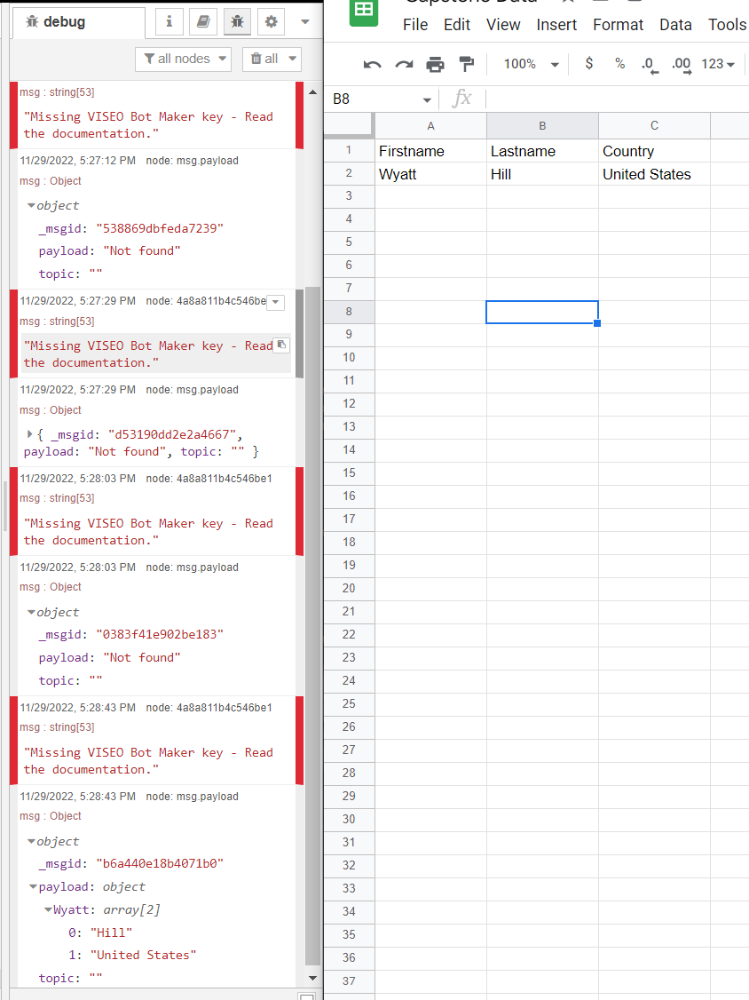 debug
all nodes
all
msg : string[53]
"Missing VISEO Bot Maker key - Read
the documentation."
11/29/2022, 5:27:12 PM node: msg.payload
msg : Object
object
_msgid: "538869dbfeda7239"
payload: "Not found"
topic: ""
11/29/2022, 5:27:29 PM node: 4a8a811b4c546be
msg : string[53]
"Missing VISEO Bot Maker key - Read
the documentation."
11/29/2022, 5:27:29 PM node: msg.payload
msg : Object
{ _msgid: "d53190dd2e2a4667",
payload: "Not found", topic: "" }
11/29/2022, 5:28:03 PM node: 4a8a811b4c546be1
msg : string[53]
"Missing VISEO Bot Maker key - Read
the documentation."
11/29/2022, 5:28:03 PM node: msg.payload
msg : Object
object
_msgid: "0383f41e902be183"
payload: "Not found"
topic: ""
11/29/2022, 5:28:43 PM node: 4a8a811b4c546be1
msg : string[53]
"Missing VISEO Bot Maker key - Read
the documentation."
11/29/2022, 5:28:43 PM node: msg.payload
msg : Object
object
_msgid: "b6a440e18b4071b0"
payload: object
Wyatt: array[2]
0: "Hill"
1: "United States"
topic: ""
Capstone Data
File Edit View Insert Format Data Tools
100% $ % .0 .00 123
B8 fx
A B C
1 Firstname Lastname Country
2 Wyatt Hill United States
3
4
5
6
7
8
9
10
11
12
13
14
15
16
17
18
19
20
21
22
23
24
25
26
27
28
29
30
31
32
33
34
35
36
37